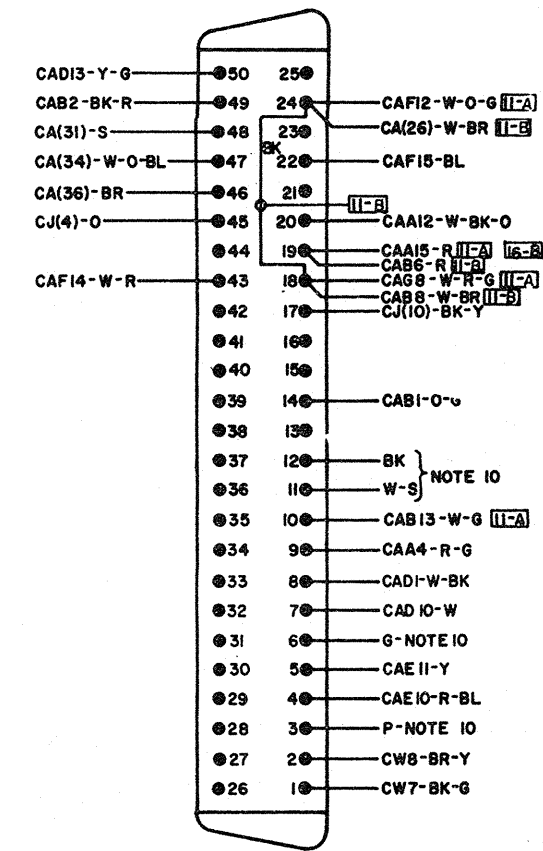 CAD13-Y-G 50 25
CAB2-BK-R 49 24 CAF12-W-O-G 11-A
CA(31)-S 48 23 CA(26)-W-BR 11-B
BK
CA(34)-W-O-BL 47 22 CAF15-BL
CA(36)-BR 46 21
11-B
CJ(4)-O 45 20 CAA12-W-BK-O
44 19 CAA15-R 11-A 16-B
CAB6-R 11-B
CAF14-W-R 43 18 CAG8-W-R-G 11-A
CAB8-W-BR 11-B
42 17 CJ(10)-BK-Y
41 16
40 15
39 14 CAB1-O-G
38 13
37 12 BK
NOTE 10
36 11 W-S
35 10 CAB13-W-G 11-A
34 9 CAA4-R-G
33 8 CAD1-W-BK
32 7 CAD10-W
31 6 G-NOTE 10
30 5 CAE11-Y
29 4 CAE10-R-BL
28 3 P-NOTE 10
27 2 CW8-BR-Y
26 1 CW7-BK-G